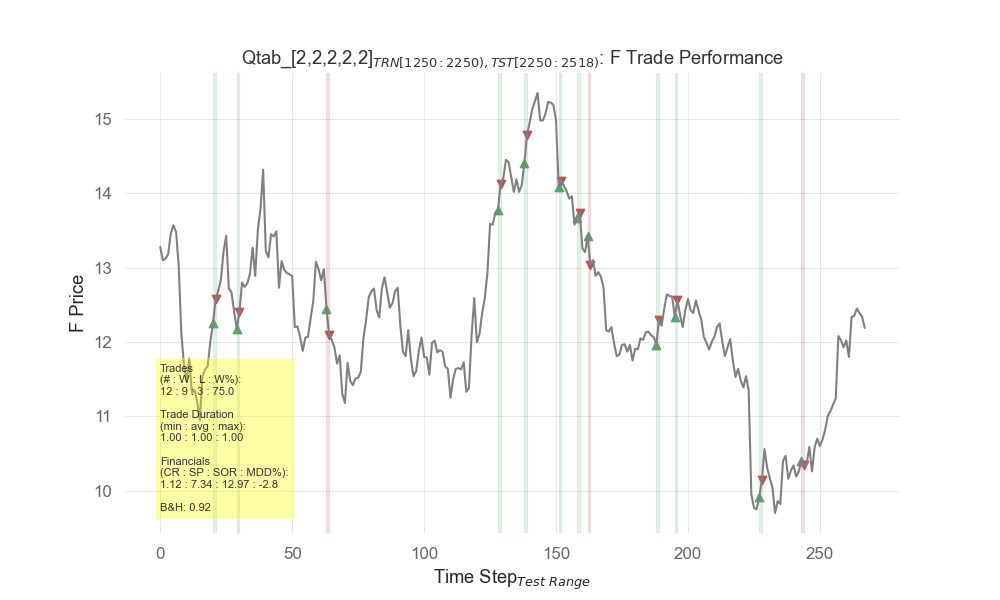 Qtab_[2,2,2,2,2]TRN[1250:2250),TST[2250:2518): F Trade Performance
F Price
15
14
13
12
11
10
Trades
(# : W : L : W%):
12 : 9 : 3 : 75.0
Trade Duration
(min : avg : max):
1.00 : 1.00 : 1.00
Financials
(CR : SP : SOR : MDD%):
1.12 : 7.34 : 12.97 : -2.8
B&H: 0.92
0 50 100 150 200 250
Time StepTest Range